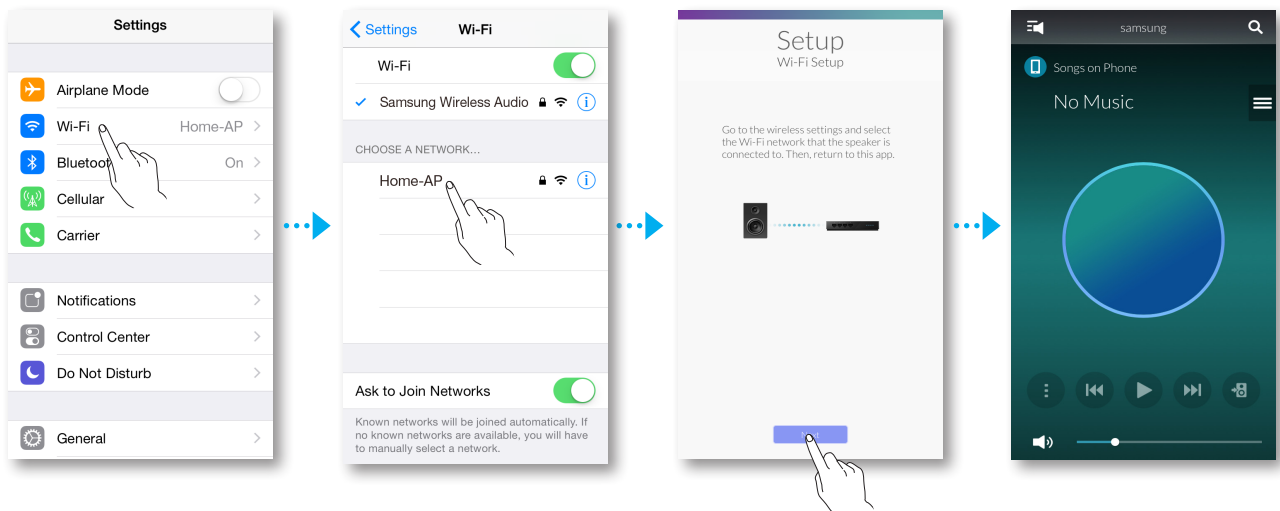 Settings
Airplane Mode
Wi-Fi Home-AP
Bluetoot On
Cellular
Carrier
Notifications
Control Center
Do Not Disturb
General
Settings Wi-Fi
Wi-Fi
Samsung Wireless Audio
CHOOSE A NETWORK...
Home-AP
Ask to Join Networks
Known networks will be joined automatically. If
no known networks are available, you will have
to manually select a network.
Setup
Wi-Fi Setup
Go to the wireless settings and select
the Wi-Fi network that the speaker is
connected to. Then, return to this app.
Next
samsung
Songs on Phone
No Music